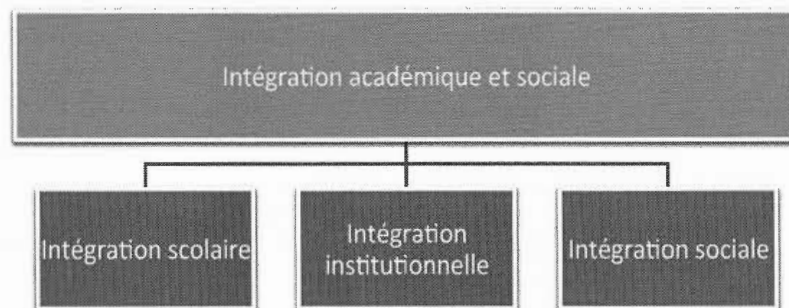 Intégration académique et sociale
Intégration scolaire
Intégration
institutionnelle
Intégration sociale